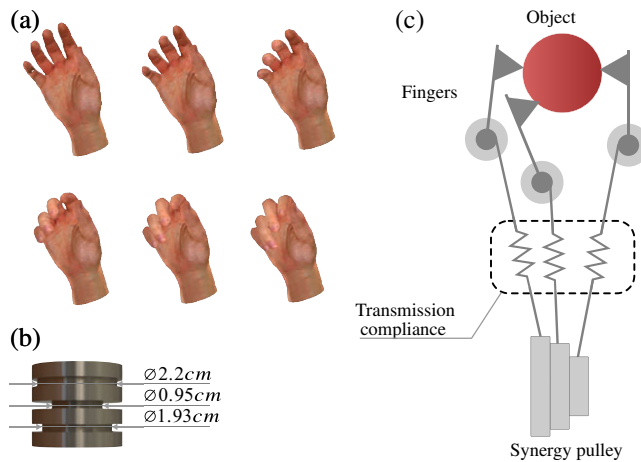 (a)
(b)
∅2.2cm
∅0.95cm
∅1.93cm
(c)
Object
Fingers
Transmission
compliance
Synergy pulley